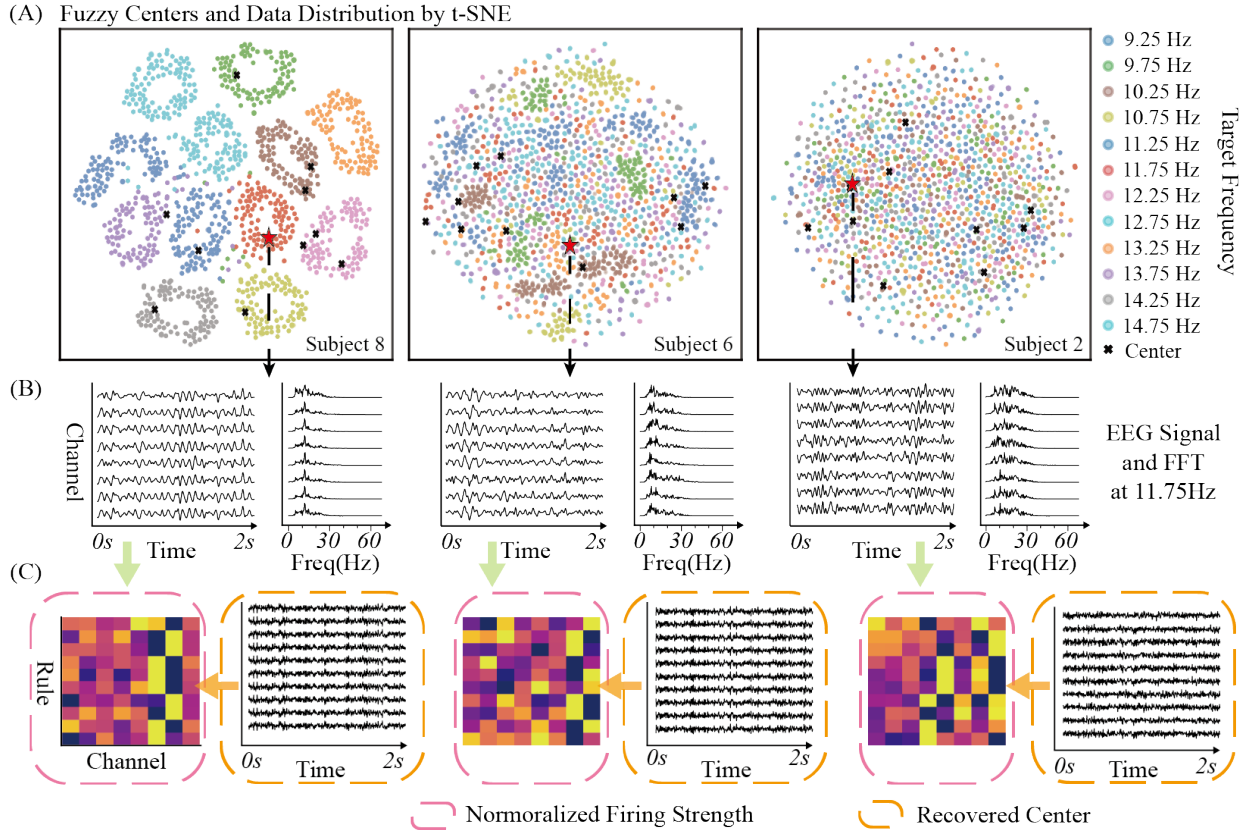 (A) Fuzzy Centers and Data Distribution by t-SNE
Subject 8
Subject 6
Subject 2
9.25 Hz
9.75 Hz
10.25 Hz
10.75 Hz
11.25 Hz
11.75 Hz
12.25 Hz
12.75 Hz
13.25 Hz
13.75 Hz
14.25 Hz
14.75 Hz
Center
Target Frequency
(B)
Channel
0s Time 2s
0 30 60
Freq(Hz)
0s Time 2s
0 30 60
Freq(Hz)
0s Time 2s
0 30 60
Freq(Hz)
EEG Signal
and FFT
at 11.75Hz
(C)
Rule
Channel
0s Time 2s
0s Time 2s
0s Time 2s
Normoralized Firing Strength
Recovered Center